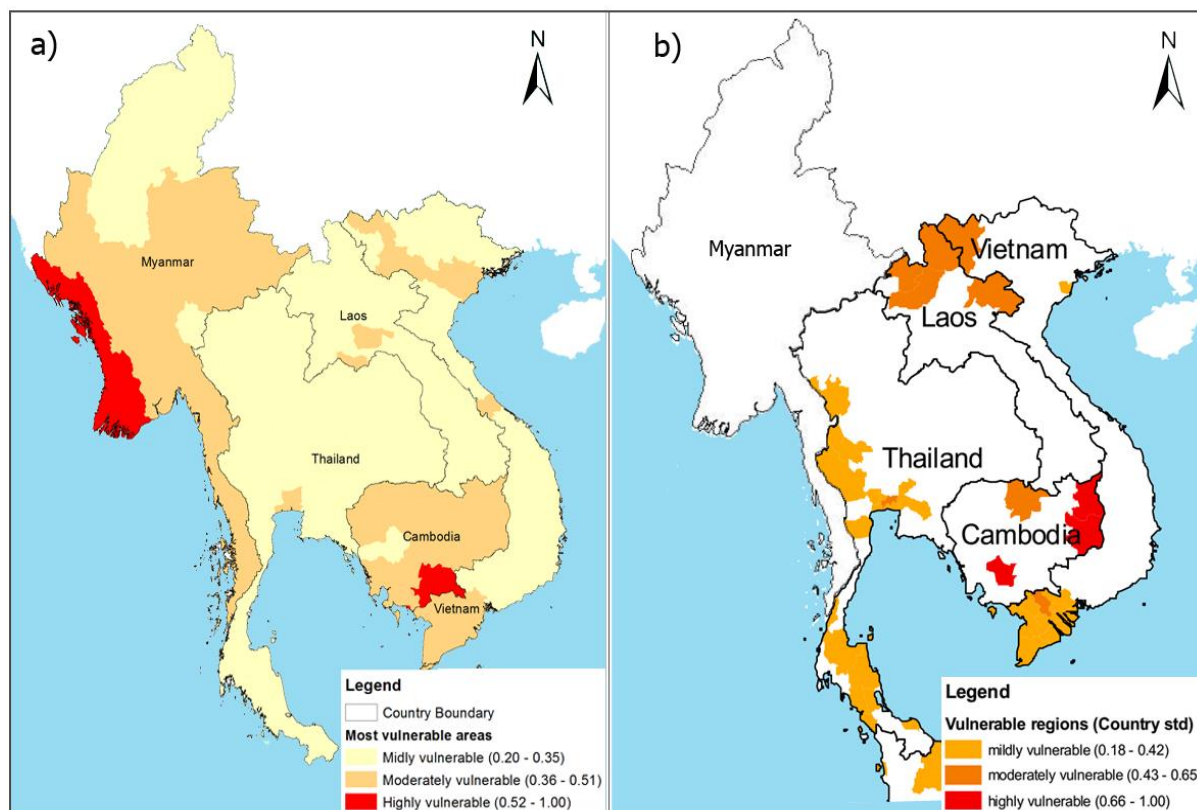 a)
N
Myanmar
Laos
Thailand
Cambodia
Vietnam
Legend
Country Boundary
Most vulnerable areas
Midly vulnerable (0.20 - 0.35)
Moderately vulnerable (0.36 - 0.51)
Highly vulnerable (0.52 - 1.00)
b)
N
Myanmar
Vietnam
Laos
Thailand
Cambodia
Legend
Vulnerable regions (Country std)
mildly vulnerable (0.18 - 0.42)
moderately vulnerable (0.43 - 0.65
highly vulnerable (0.66 - 1.00)